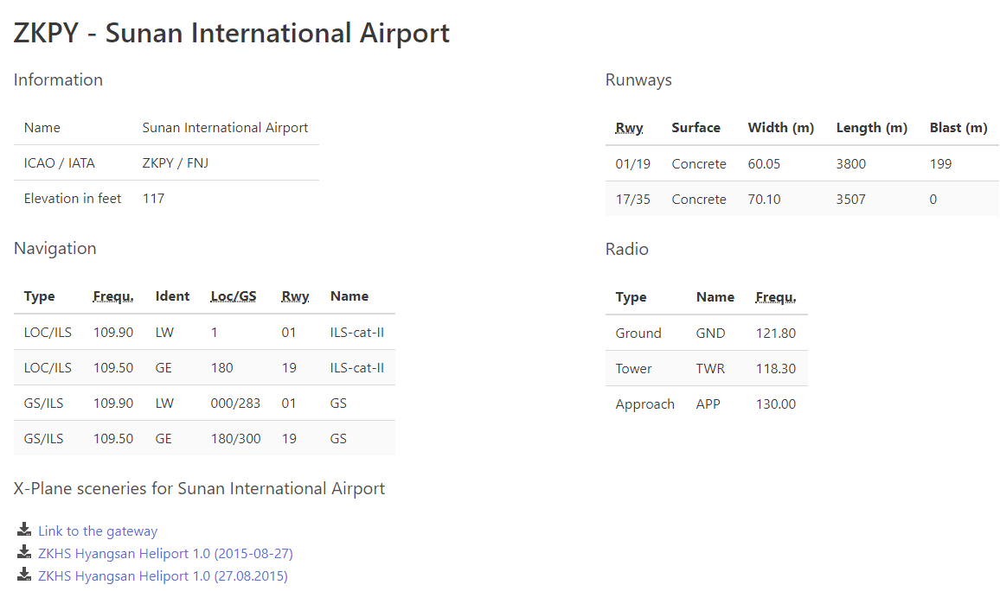 ZKPY - Sunan International Airport
Information
Name Sunan International Airport
ICAO / IATA ZKPY / FNJ
Elevation in feet 117
Navigation
Type Frequ. Ident Loc/GS Rwy Name
LOC/ILS 109.90 LW 1 01 ILS-cat-II
LOC/ILS 109.50 GE 180 19 ILS-cat-II
GS/ILS 109.90 LW 000/283 01 GS
GS/ILS 109.50 GE 180/300 19 GS
X-Plane sceneries for Sunan International Airport
Link to the gateway
ZKHS Hyangsan Heliport 1.0 (2015-08-27)
ZKHS Hyangsan Heliport 1.0 (27.08.2015)
Runways
Rwy Surface Width (m) Length (m) Blast (m)
01/19 Concrete 60.05 3800 199
17/35 Concrete 70.10 3507 0
Radio
Type Name Frequ.
Ground GND 121.80
Tower TWR 118.30
Approach APP 130.00